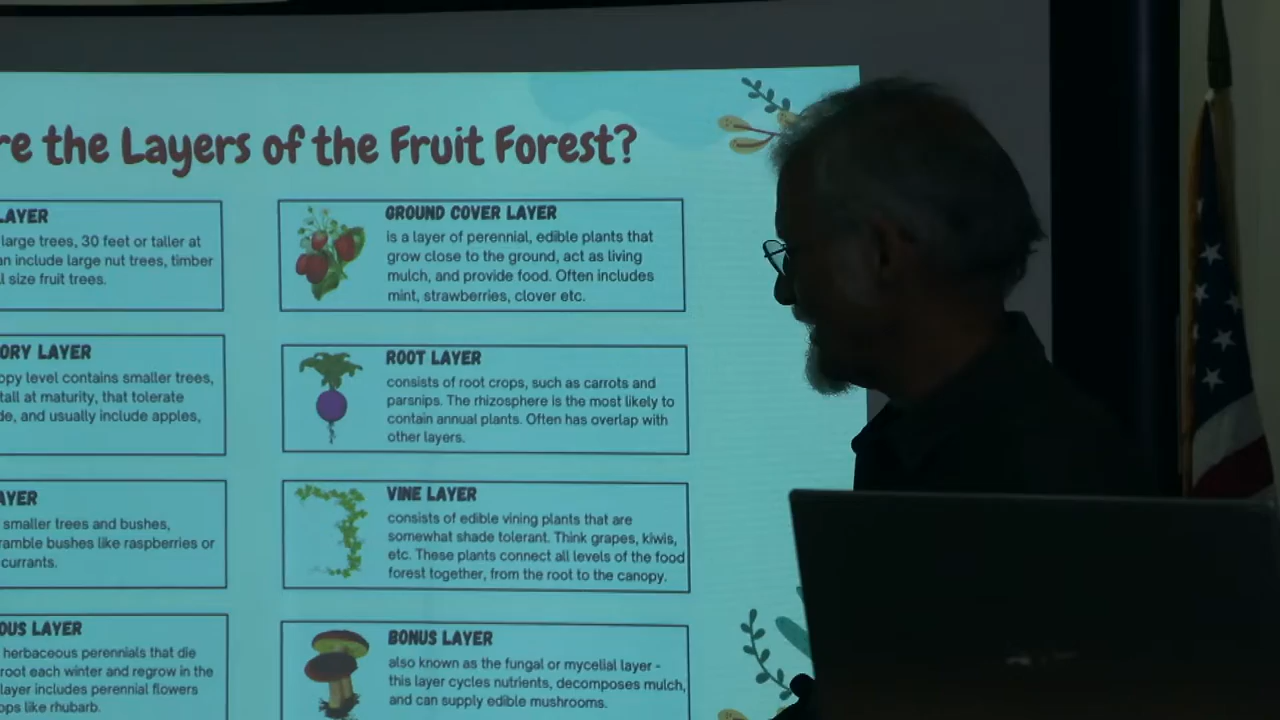 re the Layers of the Fruit Forest?
LAYER
large trees, 30 feet or taller at
an include large nut trees, timber
l size fruit trees.
ORY LAYER
opy level contains smaller trees,
tall at maturity, that tolerate
de, and usually include apples,
AYER
smaller trees and bushes,
ramble bushes like raspberries or
currants.
OUS LAYER
herbaceous perennials that die
root each winter and regrow in the
layer includes perennial flowers
ops like rhubarb.
GROUND COVER LAYER
is a layer of perennial, edible plants that
grow close to the ground, act as living
mulch, and provide food. Often includes
mint, strawberries, clover etc.
ROOT LAYER
consists of root crops, such as carrots and
parsnips. The rhizosphere is the most likely to
contain annual plants. Often has overlap with
other layers.
VINE LAYER
consists of edible vining plants that are
somewhat shade tolerant. Think grapes, kiwis,
etc. These plants connect all levels of the food
forest together, from the root to the canopy.
BONUS LAYER
also known as the fungal or mycelial layer -
this layer cycles nutrients, decomposes mulch,
and can supply edible mushrooms.